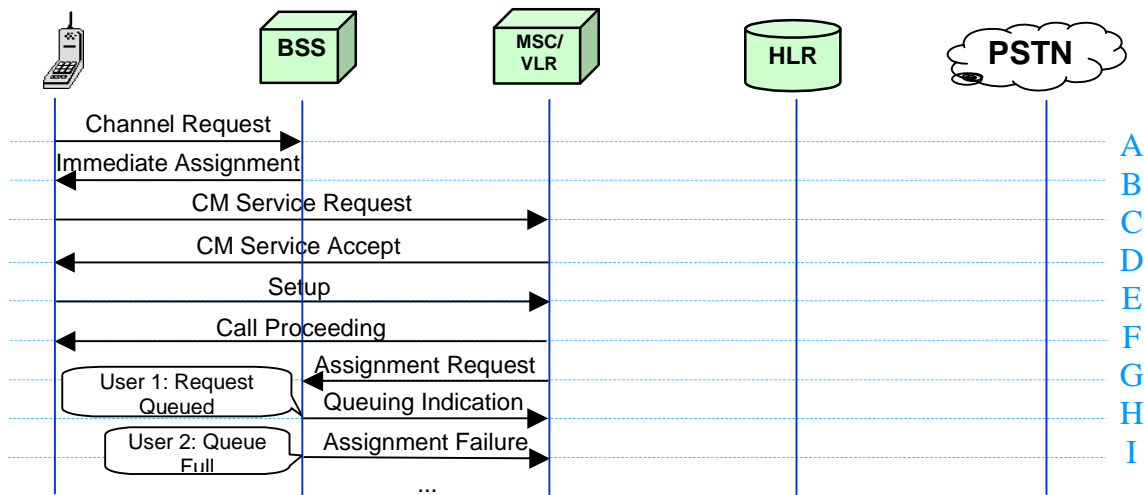 BSS
MSC/
VLR
HLR
PSTN
Channel Request
A
Immediate Assignment
B
CM Service Request
C
CM Service Accept
D
Setup
E
Call Proceeding
F
Assignment Request
G
User 1: Request
Queued
Queuing Indication
H
User 2: Queue
Full
Assignment Failure
I
...